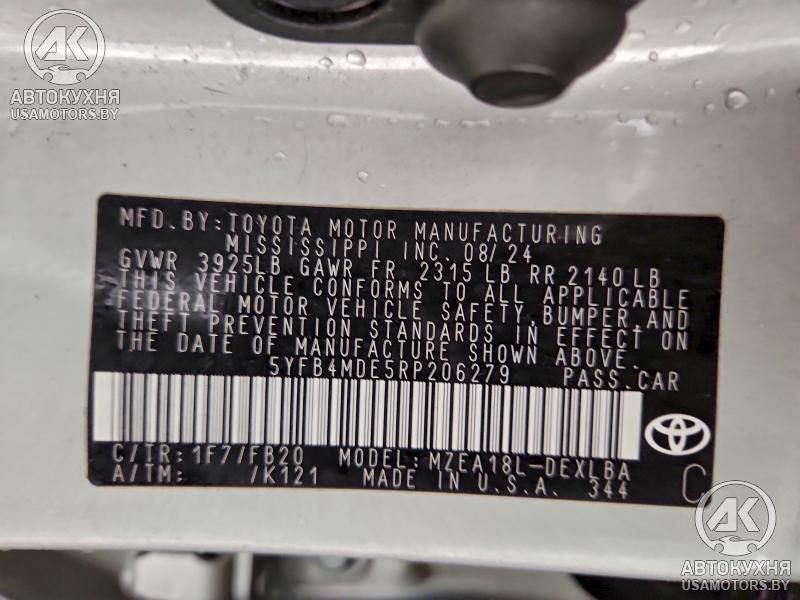 AK
АВТОКУХНЯ
USAMOTORS.BY
MFD. BY: TOYOTA MOTOR MANUFACTURING
MISSISSIPPI INC. 08/24
GVWR 3925LB GAWR FR. 2315 LB RR 2140 LB
THIS VEHICLE CONFORMS TO ALL APPLICABLE
FEDERAL MOTOR VEHICLE SAFETY, BUMPER, AND
THEFT PREVENTION STANDARDS IN EFFECT ON
THE DATE OF MANUFACTURE SHOWN ABOVE.
5YFB4MDE5RP206279 PASS. CAR
C/TR: 1F7/FB20 MODEL: MZEA18L-DEXLBA
A/TM: /K121 MADE IN U.S.A. 344
C
AK
АВТОКУХНЯ
USAMOTORS.BY